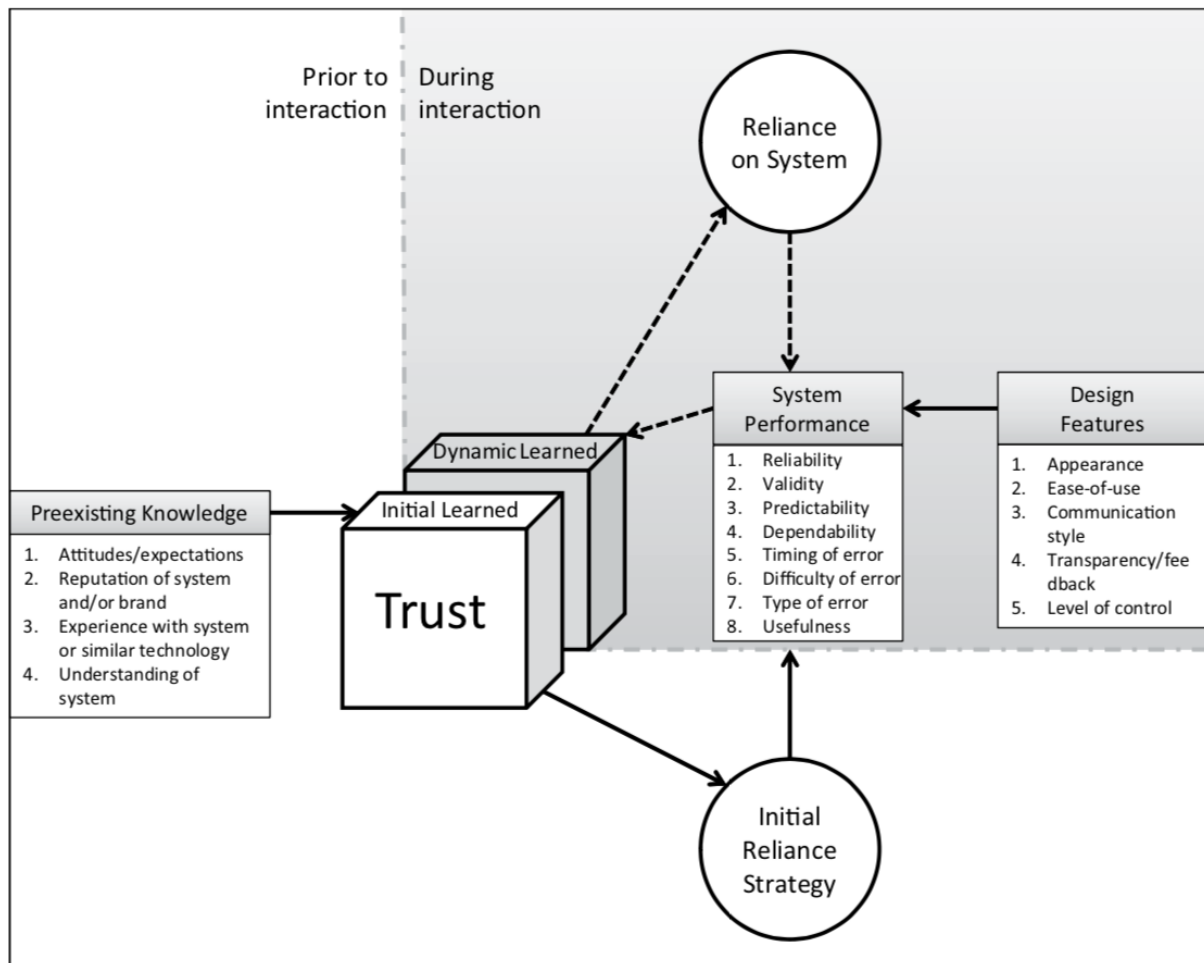 Prior to
interaction
During
interaction
Reliance
on System
System
Performance
1. Reliability
2. Validity
3. Predictability
4. Dependability
5. Timing of error
6. Difficulty of error
7. Type of error
8. Usefulness
Design
Features
1. Appearance
2. Ease-of-use
3. Communication
style
4. Transparency/fee
dback
5. Level of control
Dynamic Learned
Initial Learned
Trust
Preexisting Knowledge
1. Attitudes/expectations
2. Reputation of system
and/or brand
3. Experience with system
or similar technology
4. Understanding of
system
Initial
Reliance
Strategy